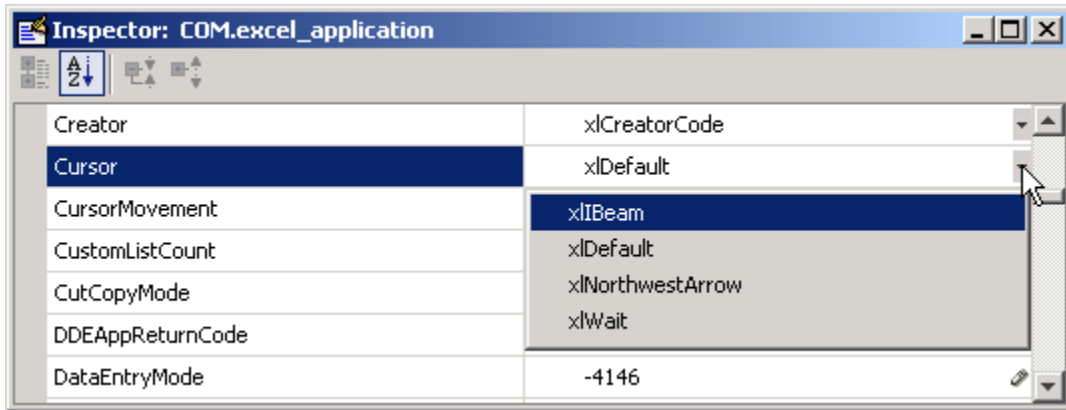 Inspector: COM.excel_application
Creator xlCreatorCode
Cursor xlDefault
CursorMovement xlIBeam
CustomListCount xlDefault
CutCopyMode xlNorthwestArrow
DDEAppReturnCode xlWait
DataEntryMode -4146